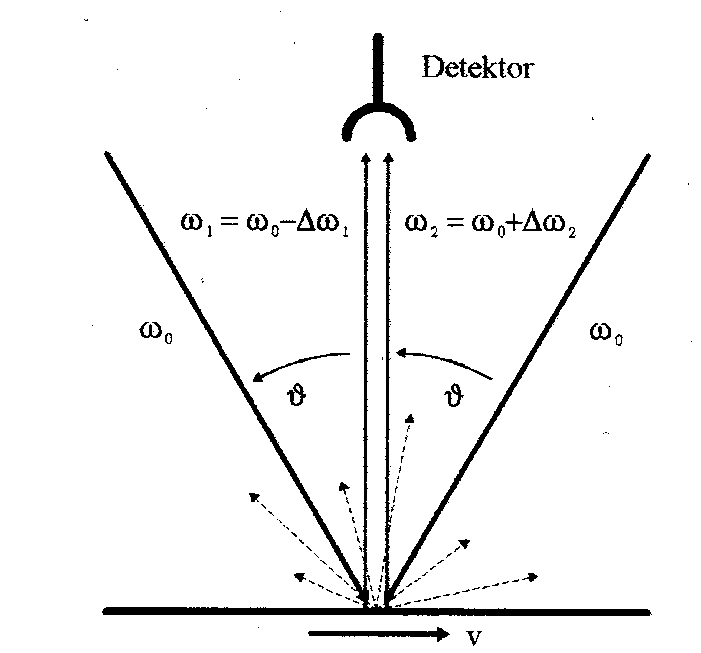 Detektor
ω₁ = ω₀−Δω₁
ω₂ = ω₀+Δω₂
ω₀
ω₀
ϑ
ϑ
v